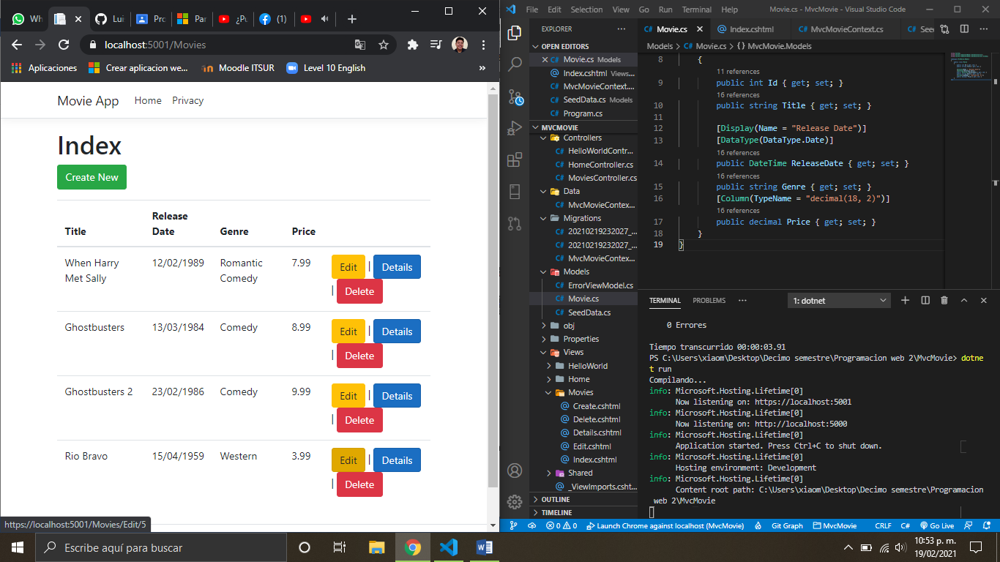 Wh
Lui
Prc
Par
¿Pu
(1)
localhost:5001/Movies
Aplicaciones
Crear aplicacion we...
Moodle ITSUR
Level 10 English
»
Movie App Home Privacy
Index
Create New
Title Release Date Genre Price
When Harry Met Sally 12/02/1989 Romantic Comedy 7.99 Edit | Details | Delete
Ghostbusters 13/03/1984 Comedy 8.99 Edit | Details | Delete
Ghostbusters 2 23/02/1986 Comedy 9.99 Edit | Details | Delete
Rio Bravo 15/04/1959 Western 3.99 Edit | Details | Delete
https://localhost:5001/Movies/Edit/5
File Edit Selection View Go Run Terminal Help Movie.cs - MvcMovie - Visual Studio Code
EXPLORER
OPEN EDITORS
Movie.cs Models
Index.cshtml Views...
MvcMovieContext....
SeedData.cs Models
Program.cs
MVCMOVIE
Controllers
HelloWorldContr...
HomeController.cs
MoviesController.cs
Data
MvcMovieContex...
Migrations
20210219232027_...
20210219232027_...
MvcMovieContex...
Models
ErrorViewModel.cs
Movie.cs
SeedData.cs
obj
Properties
Views
HelloWorld
Home
Movies
Create.cshtml
Delete.cshtml
Details.cshtml
Edit.cshtml
Index.cshtml
Shared
_ViewImports.csht...
OUTLINE
TIMELINE
Movie.cs Index.cshtml MvcMovieContext.cs See
Models > Movie.cs > {} MvcMovie.Models
8 {
11 references
9 public int Id { get; set; }
16 references
10 public string Title { get; set; }
11
12 [Display(Name = "Release Date")]
13 [DataType(DataType.Date)]
16 references
14 public DateTime ReleaseDate { get; set; }
16 references
15 public string Genre { get; set; }
16 [Column(TypeName = "decimal(18, 2)")]
16 references
17 public decimal Price { get; set; }
18 }
19 }
TERMINAL PROBLEMS ... 1: dotnet
0 Errores
Tiempo transcurrido 00:00:03.91
PS C:\Users\xiaom\Desktop\Decimo semestre\Programacion web 2\MvcMovie> dotne
t run
Compilando...
info: Microsoft.Hosting.Lifetime[0]
Now listening on: https://localhost:5001
info: Microsoft.Hosting.Lifetime[0]
Now listening on: http://localhost:5000
info: Microsoft.Hosting.Lifetime[0]
Application started. Press Ctrl+C to shut down.
info: Microsoft.Hosting.Lifetime[0]
Hosting environment: Development
info: Microsoft.Hosting.Lifetime[0]
Content root path: C:\Users\xiaom\Desktop\Decimo semestre\Programacion
web 2\MvcMovie
0 0 Launch Chrome against localhost (MvcMovie) Git Graph MvcMovie CRLF C# Go Live
Escribe aquí para buscar
10:53 p. m.
19/02/2021